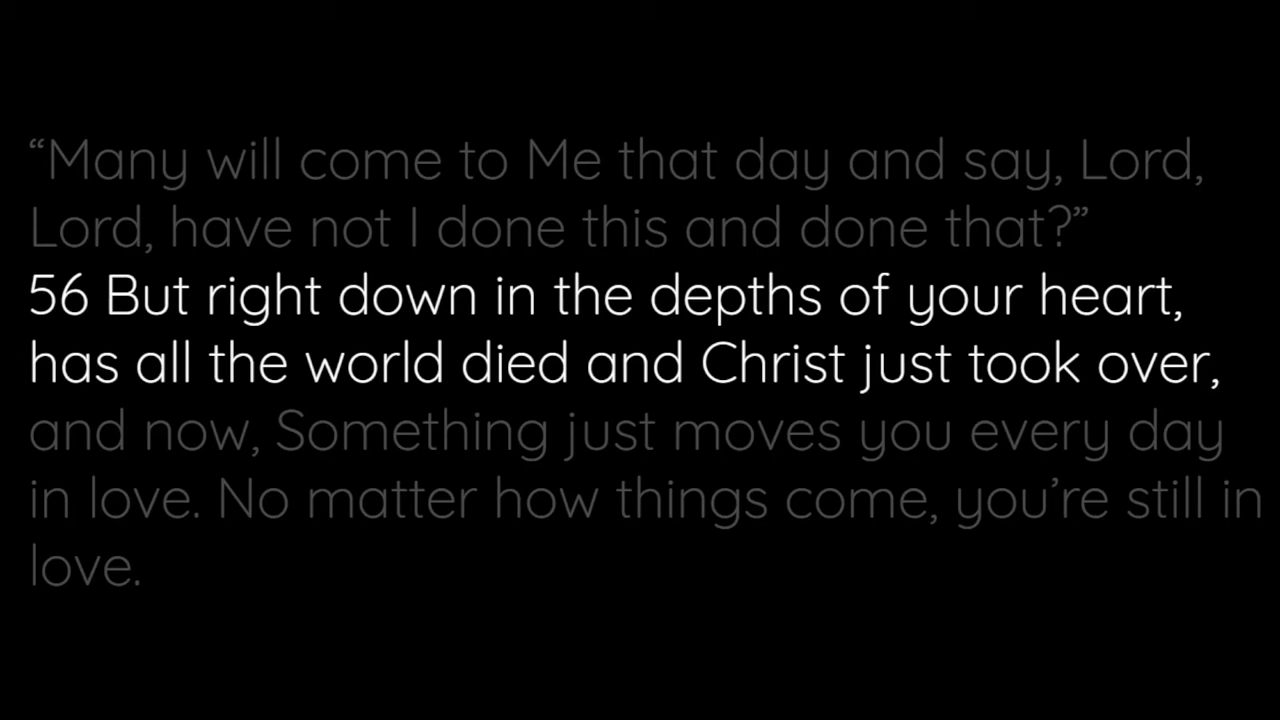 “Many will come to Me that day and say, Lord,
Lord, have not I done this and done that?”
56 But right down in the depths of your heart,
has all the world died and Christ just took over,
and now, Something just moves you every day
in love. No matter how things come, you’re still in
love.